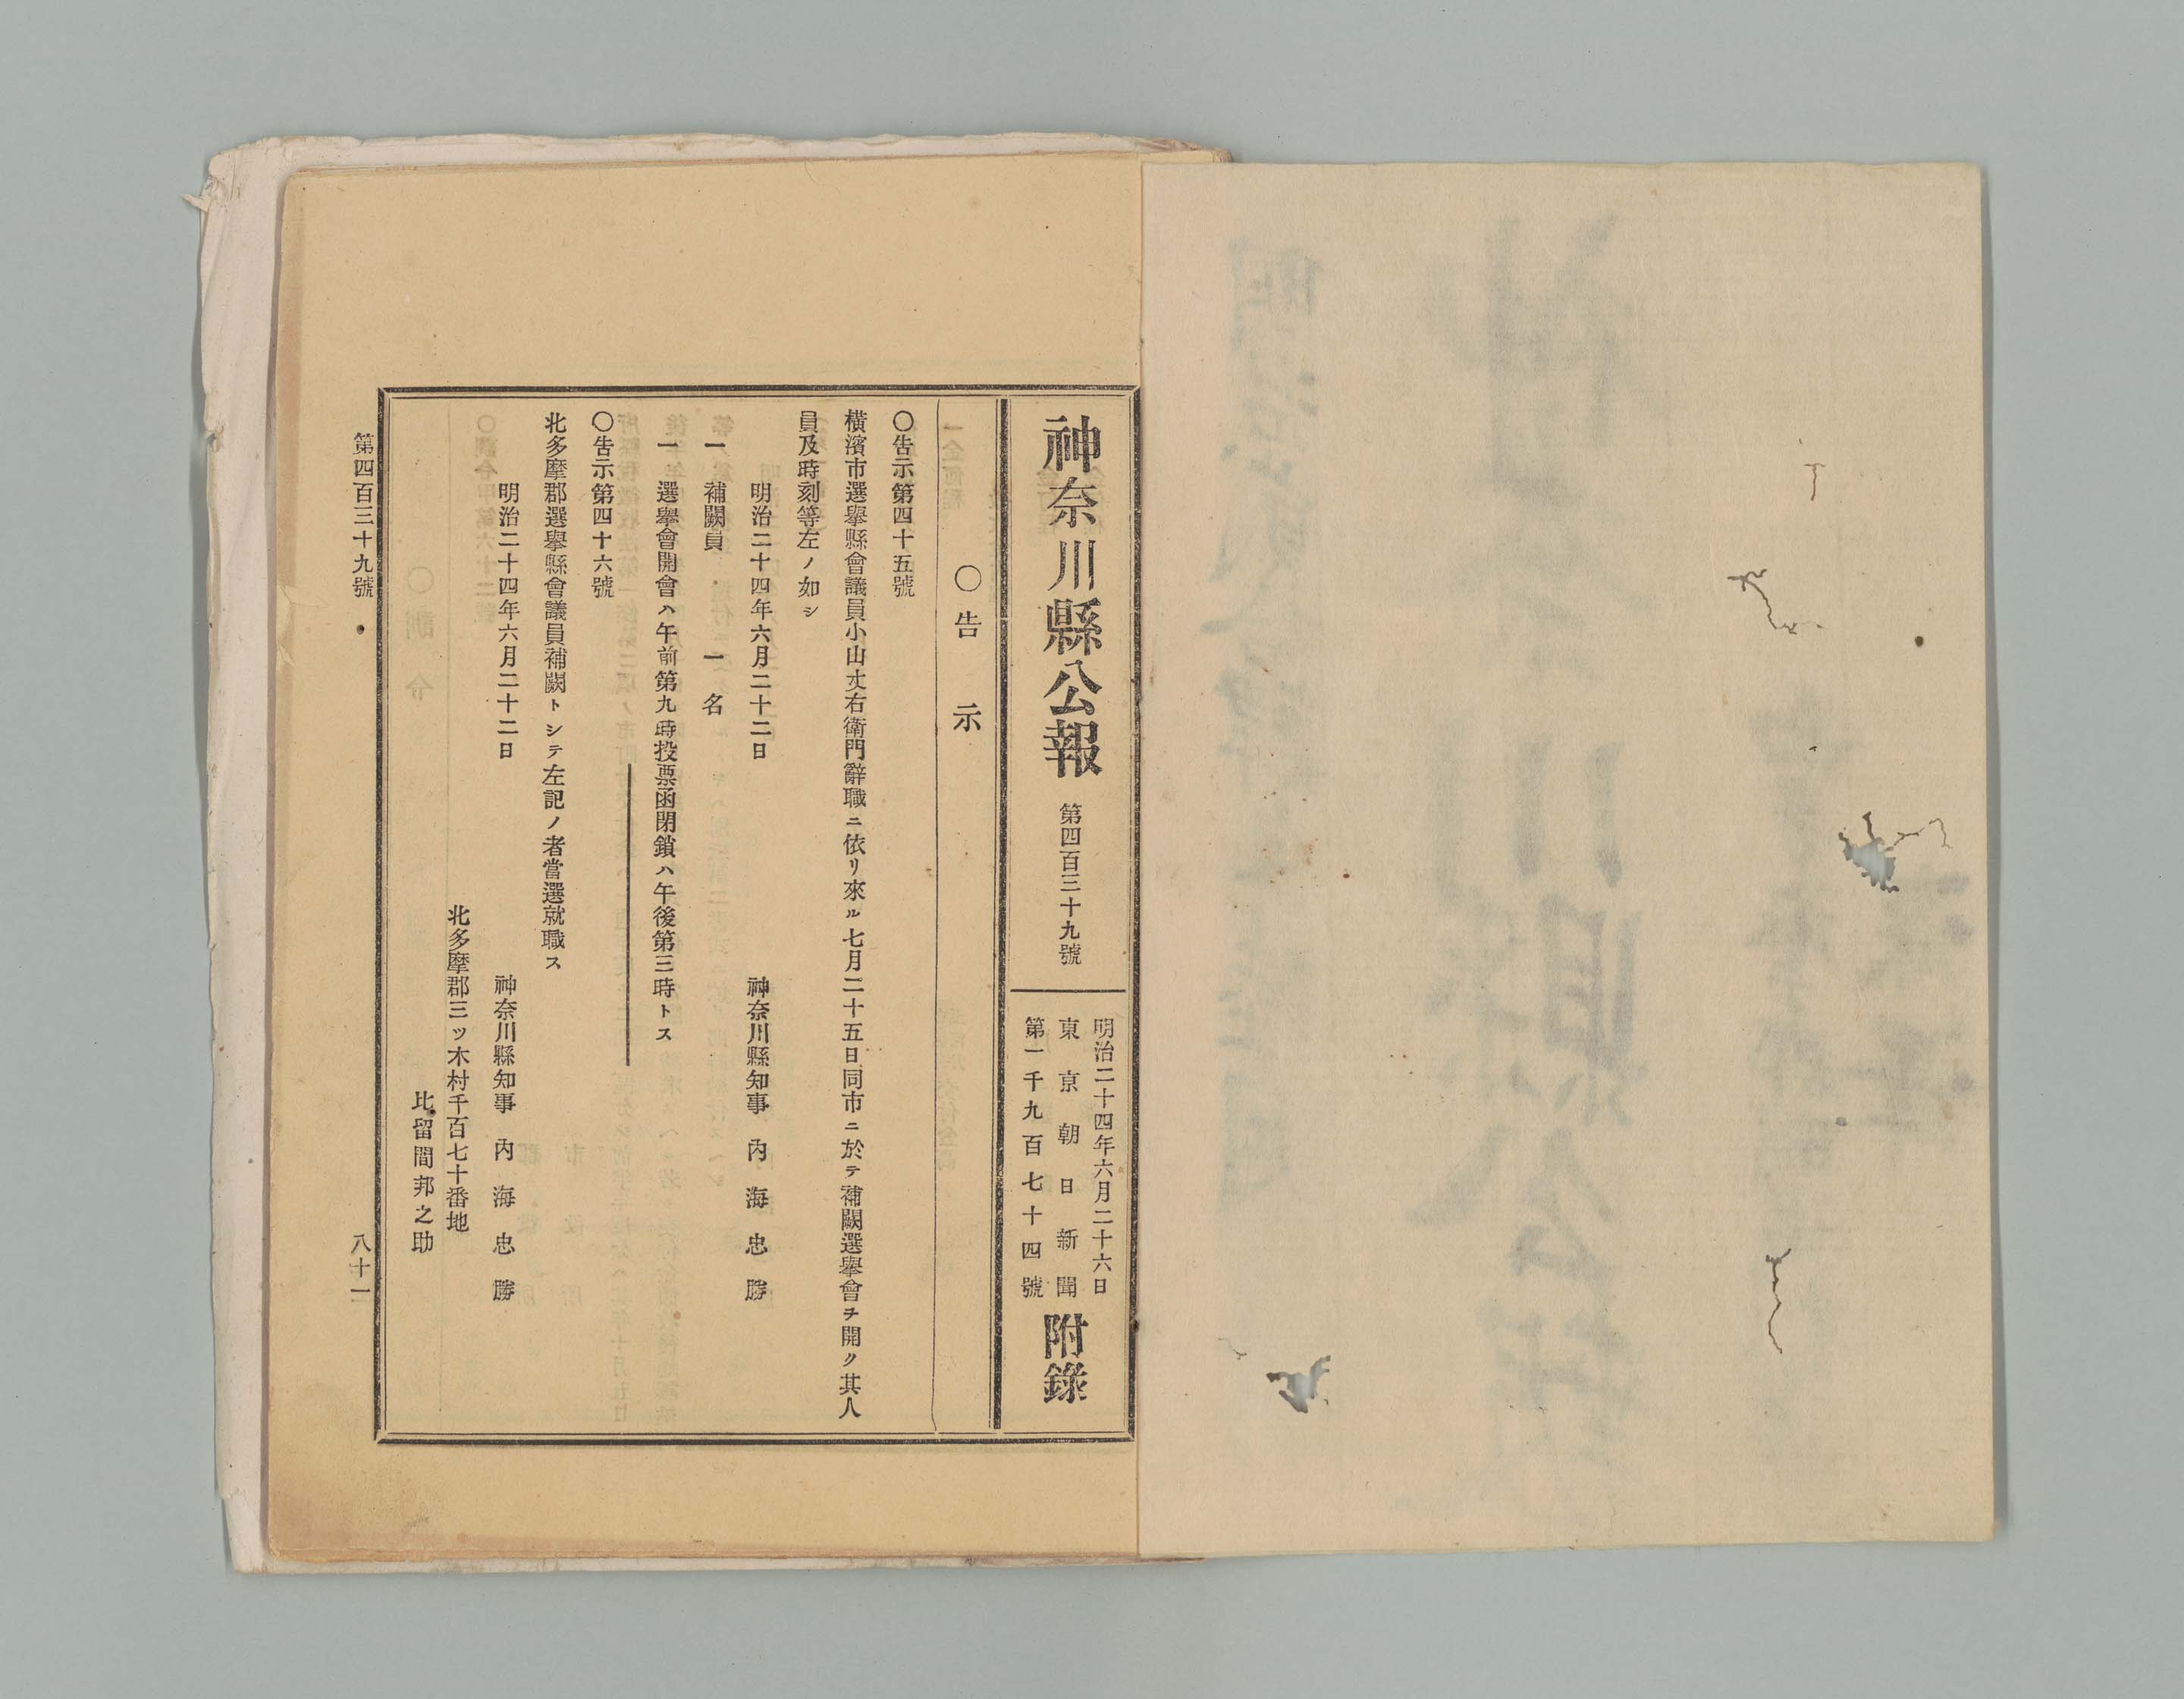 神奈川縣公報 第四百三十九號
明治二十四年六月二十六日
東京朝日新聞
第一千九百七十四號
附錄
〇告示
〇告示第四十五號
橫濱市選擧縣會議員小山丈右衛門辭職ニ依リ來ル七月二十五日同市ニ於テ補闕選擧會ヲ開ク其人
員及時刻等左ノ如シ
明治二十四年六月二十二日 神奈川縣知事 內海忠勝
一 補闕員 一名
一 選擧會開會ハ午前第九時投票函閉鎖ハ午後第三時トス
〇告示第四十六號
北多摩郡選擧縣會議員補闕トシテ左記ノ者當選就職ス
明治二十四年六月二十二日 神奈川縣知事 內海忠勝
北多摩郡三ツ木村千百七十番地
比留間邦之助
第四百三十九號 八十一